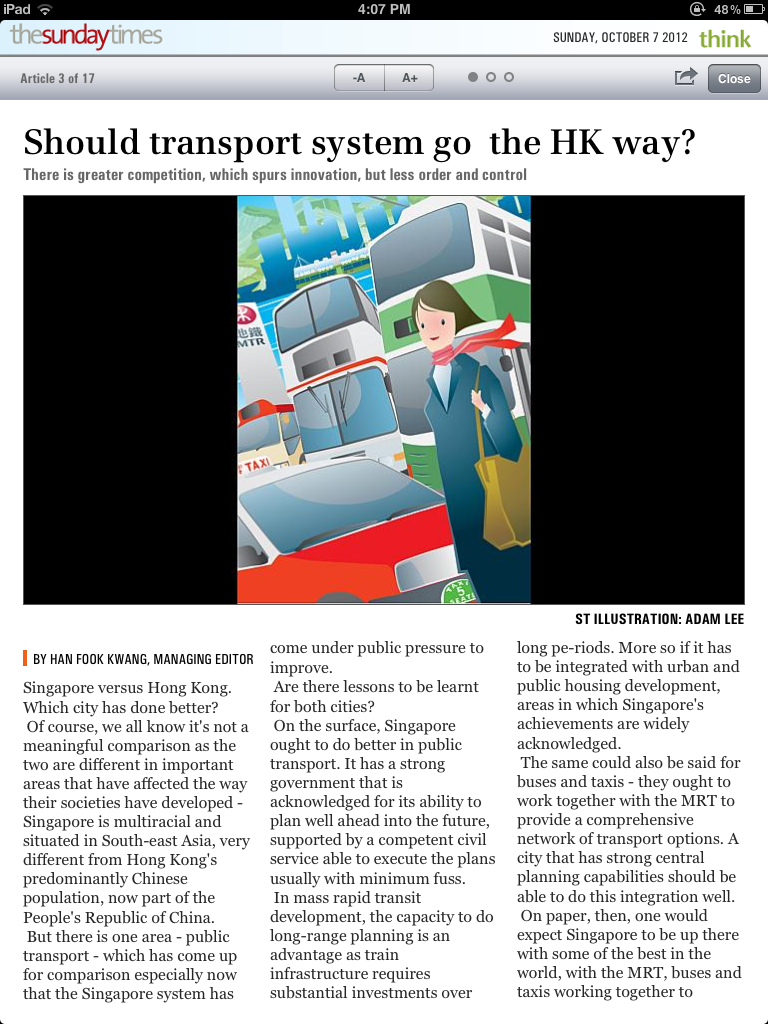 iPad
4:07 PM
48%
thesundaytimes
SUNDAY, OCTOBER 7 2012
think
Article 3 of 17
-A
A+
Close
Should transport system go  the HK way?
There is greater competition, which spurs innovation, but less order and control
地鐵
MTR
TAXI
TAXI
5
SEATS
ST ILLUSTRATION: ADAM LEE
BY HAN FOOK KWANG, MANAGING EDITOR
Singapore versus Hong Kong.
Which city has done better?
Of course, we all know it's not a
meaningful comparison as the
two are different in important
areas that have affected the way
their societies have developed -
Singapore is multiracial and
situated in South-east Asia, very
different from Hong Kong's
predominantly Chinese
population, now part of the
People's Republic of China.
But there is one area - public
transport - which has come up
for comparison especially now
that the Singapore system has
come under public pressure to
improve.
Are there lessons to be learnt
for both cities?
On the surface, Singapore
ought to do better in public
transport. It has a strong
government that is
acknowledged for its ability to
plan well ahead into the future,
supported by a competent civil
service able to execute the plans
usually with minimum fuss.
In mass rapid transit
development, the capacity to do
long-range planning is an
advantage as train
infrastructure requires
substantial investments over
long pe-riods. More so if it has
to be integrated with urban and
public housing development,
areas in which Singapore's
achievements are widely
acknowledged.
The same could also be said for
buses and taxis - they ought to
work together with the MRT to
provide a comprehensive
network of transport options. A
city that has strong central
planning capabilities should be
able to do this integration well.
On paper, then, one would
expect Singapore to be up there
with some of the best in the
world, with the MRT, buses and
taxis working together to